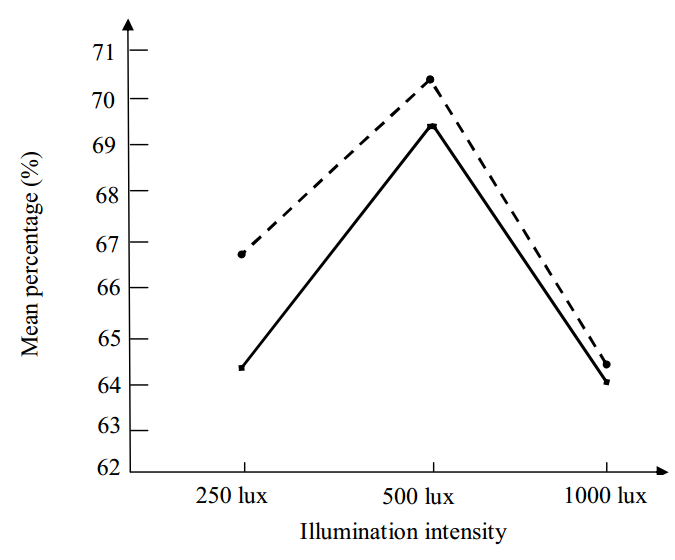 Mean percentage (%)
71
70
69
68
67
66
65
64
63
62
250 lux
500 lux
1000 lux
Illumination intensity